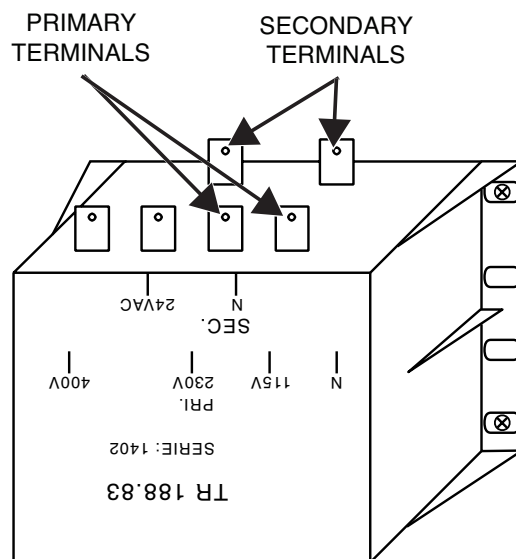 PRIMARY
TERMINALS
SECONDARY
TERMINALS
TR 188.83
SERIE: 1402
PRI.
N 115V 230V 400V
SEC.
N 24VAC